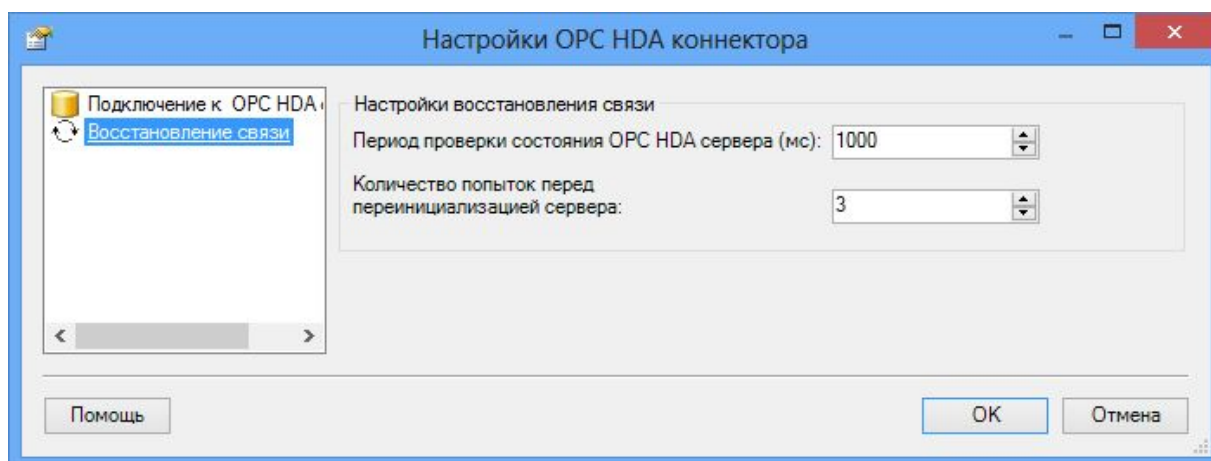 Настройки OPC HDA коннектора
Подключение к OPC HDA
Восстановление связи
Настройки восстановления связи
Период проверки состояния OPC HDA сервера (мс): 1000
Количество попыток перед
переинициализацией сервера: 3
Помощь
OK
Отмена